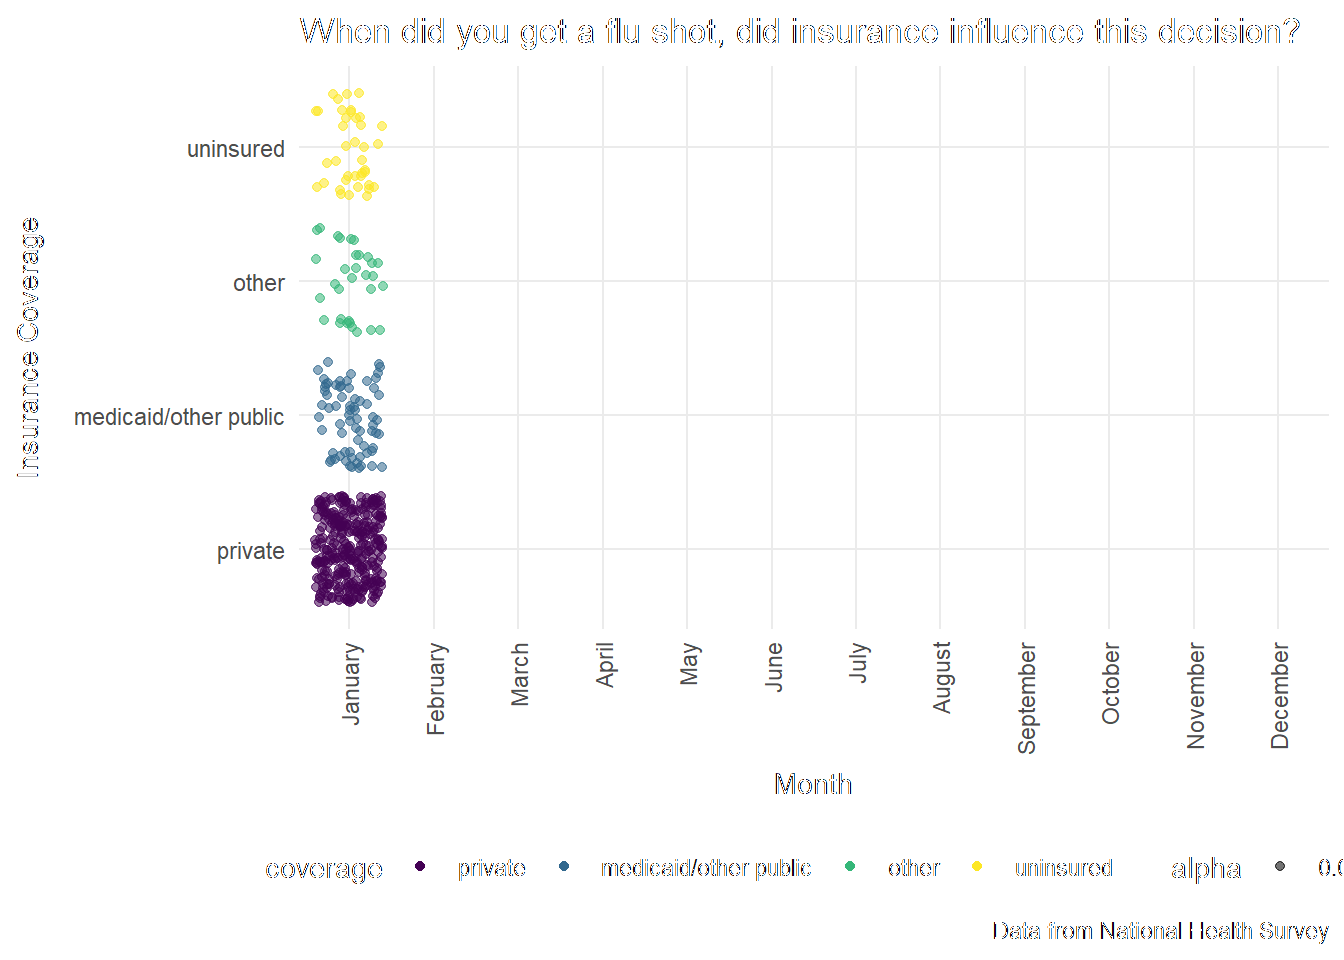 When did you get a flu shot, did insurance influence this decision?
Insurance Coverage
uninsured
other
medicaid/other public
private
January February March April May June July August September October November December
Month
coverage private medicaid/other public other uninsured alpha
Data from National Health Survey